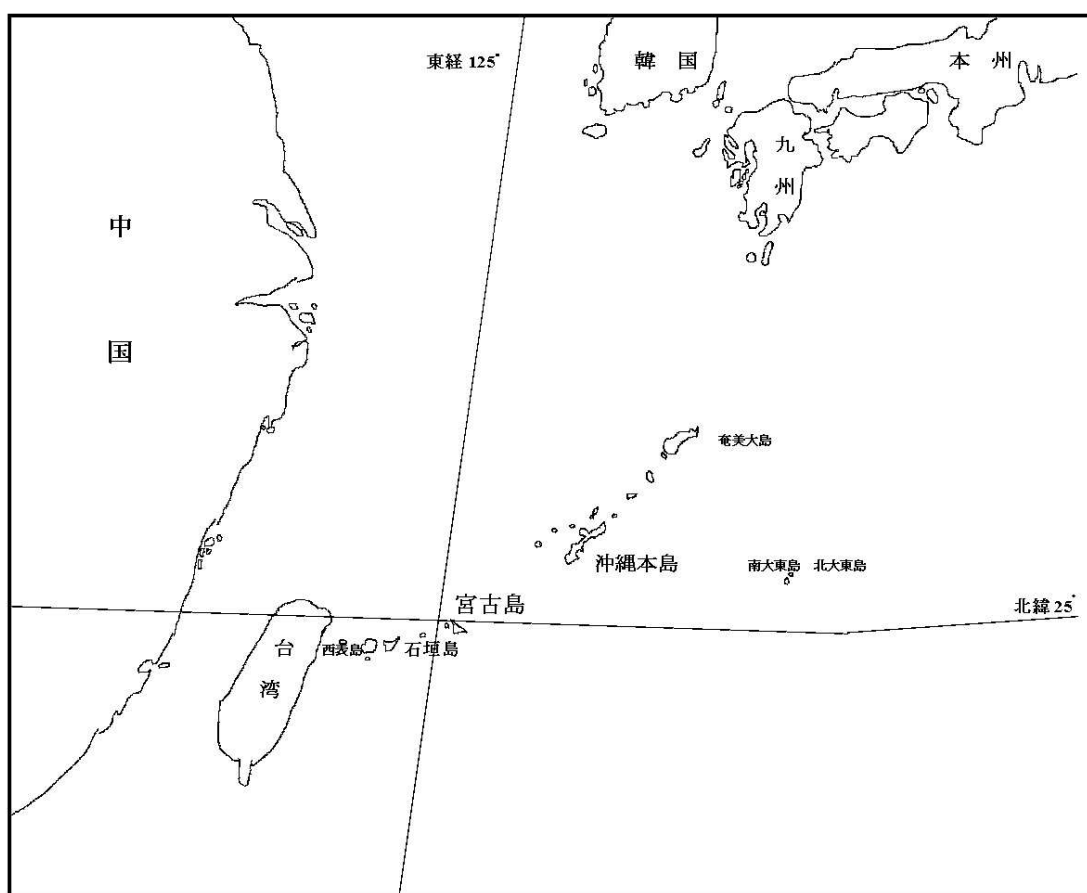 東経 125°
韓 国
本 州
九
州
中
国
奄美大島
沖縄本島
南大東島 北大東島
宮古島
北緯 25°
台
湾
西表島
石垣島